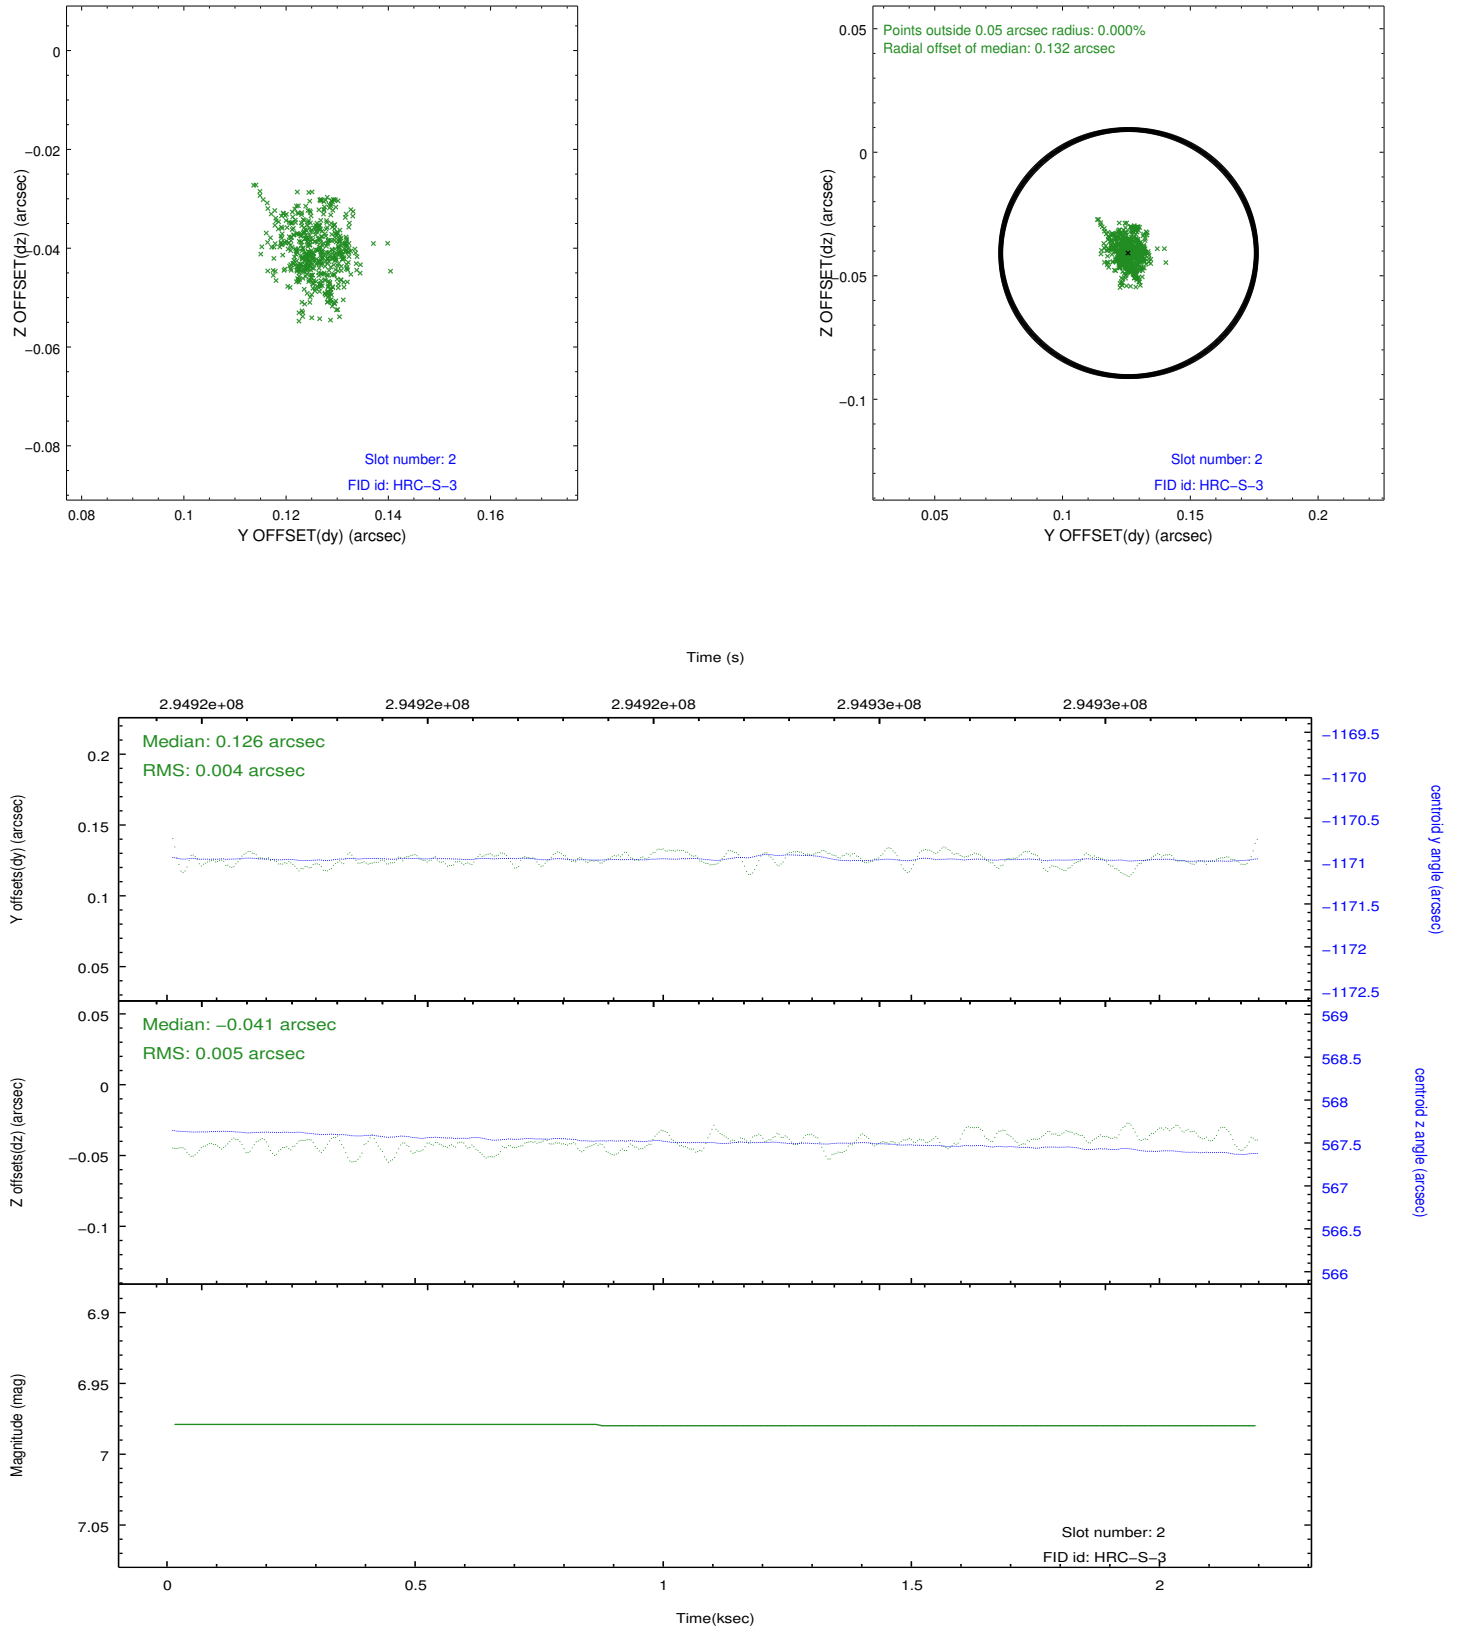 0
−0.02
−0.04
−0.06
−0.08
Z OFFSET(dz) (arcsec)
Slot number: 2
FID id: HRC−S−3
0.08
0.1
0.12
0.14
0.16
Y OFFSET(dy) (arcsec)
Points outside 0.05 arcsec radius: 0.000%
Radial offset of median: 0.132 arcsec
0.05
0
−0.05
−0.1
Z OFFSET(dz) (arcsec)
Slot number: 2
FID id: HRC−S−3
0.05
0.1
0.15
0.2
Y OFFSET(dy) (arcsec)
Time (s)
2.9492e+08
2.9492e+08
2.9492e+08
2.9493e+08
2.9493e+08
Median: 0.126 arcsec
RMS: 0.004 arcsec
0.2
0.15
0.1
0.05
Y offsets(dy) (arcsec)
−1169.5
−1170
−1170.5
−1171
−1171.5
−1172
−1172.5
centroid y angle (arcsec)
Median: −0.041 arcsec
RMS: 0.005 arcsec
0.05
0
−0.05
−0.1
Z offsets(dz) (arcsec)
569
568.5
568
567.5
567
566.5
566
centroid z angle (arcsec)
6.9
6.95
7
7.05
Magnitude (mag)
Slot number: 2
FID id: HRC−S−3
0
0.5
1
1.5
2
Time(ksec)